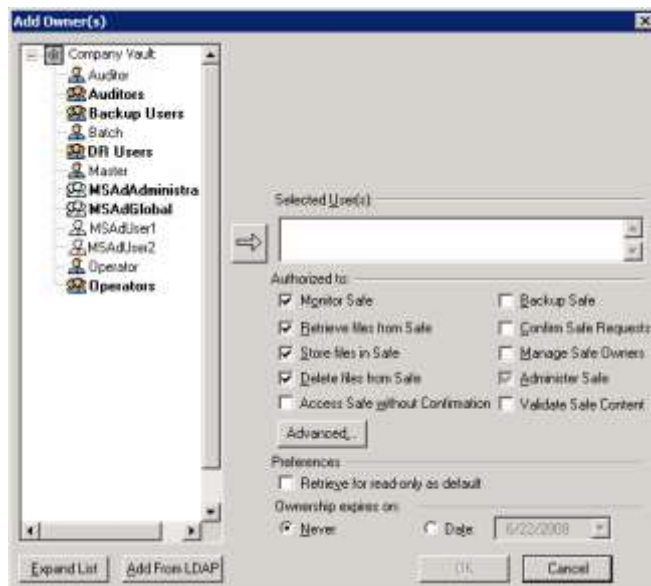 Add Owner(s)
Company Vault
Auditor
Auditors
Backup Users
Batch
DR Users
Master
MSAdAdministra
MSAdGlobal
MSAdUser1
MSAdUser2
Operator
Operators
Selected User(s)
Authorized to:
Monitor Safe
Backup Safe
Retrieve files from Safe
Confirm Safe Requests
Store files in Safe
Manage Safe Owners
Delete files from Safe
Administer Safe
Access Safe without Confirmation
Validate Safe Content
Advanced...
Preferences
Retrieve for read-only as default
Ownership expires on:
Never
Date:
6/22/2008
Expand List
Add From LDAP
OK
Cancel